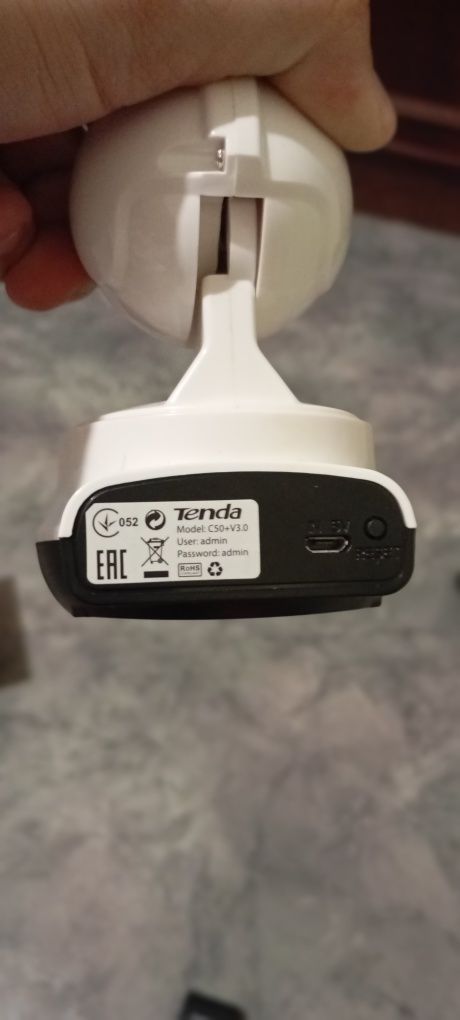 052
Tenda
Model: C50+V3.0
User: admin
Password: admin
EAC
RoHS